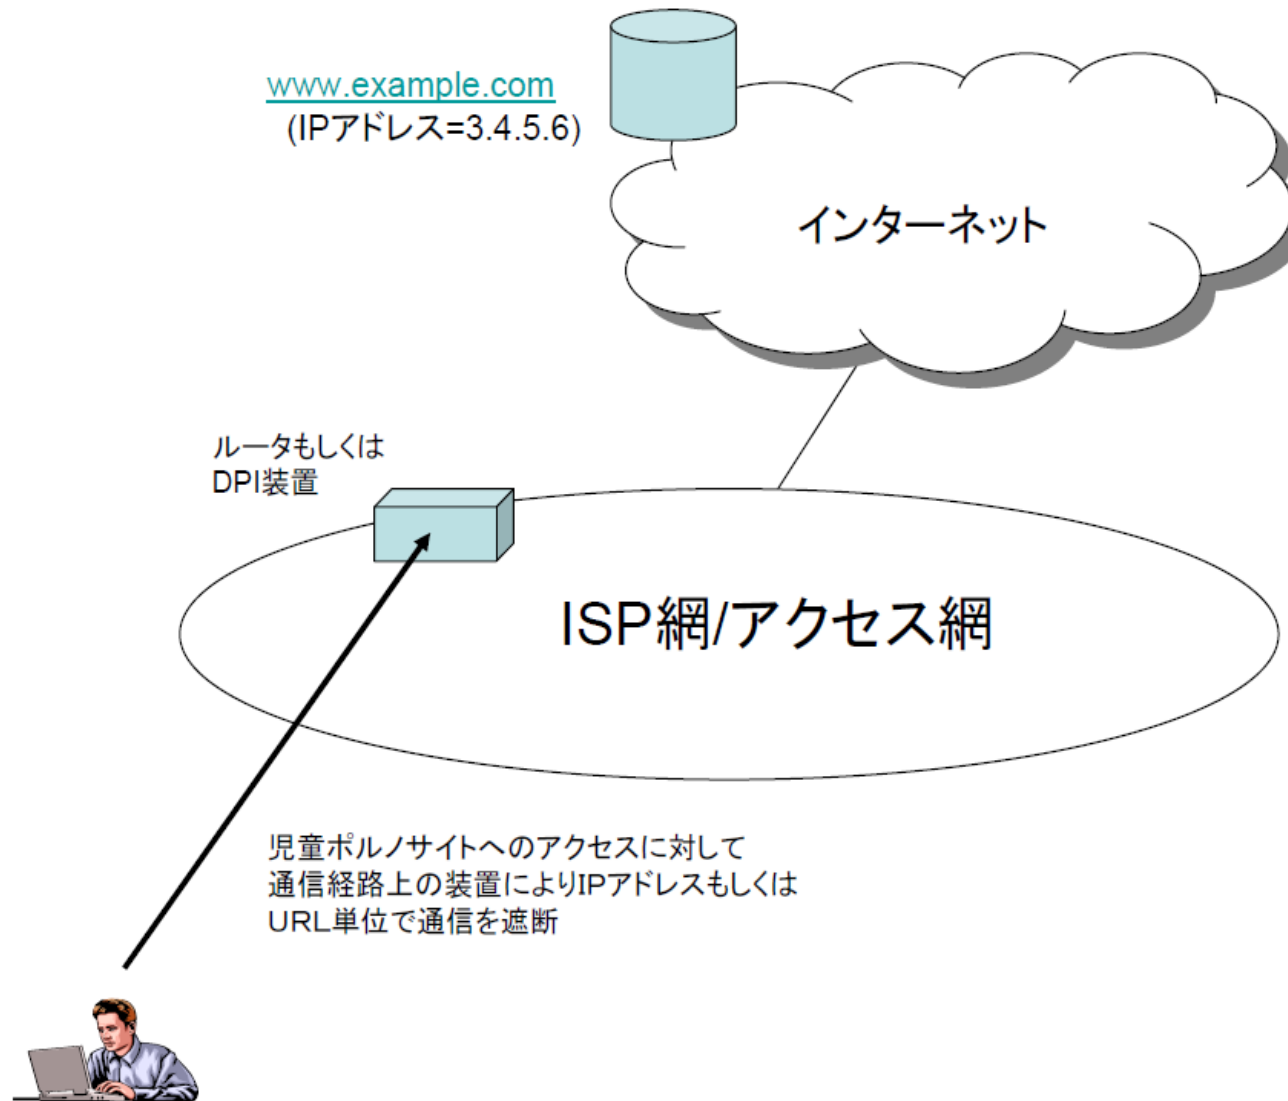 www.example.com
(IPアドレス=3.4.5.6)
インターネット
ルータもしくは
DPI装置
ISP網/アクセス網
児童ポルノサイトへのアクセスに対して
通信経路上の装置によりIPアドレスもしくは
ＵＲＬ単位で通信を遮断